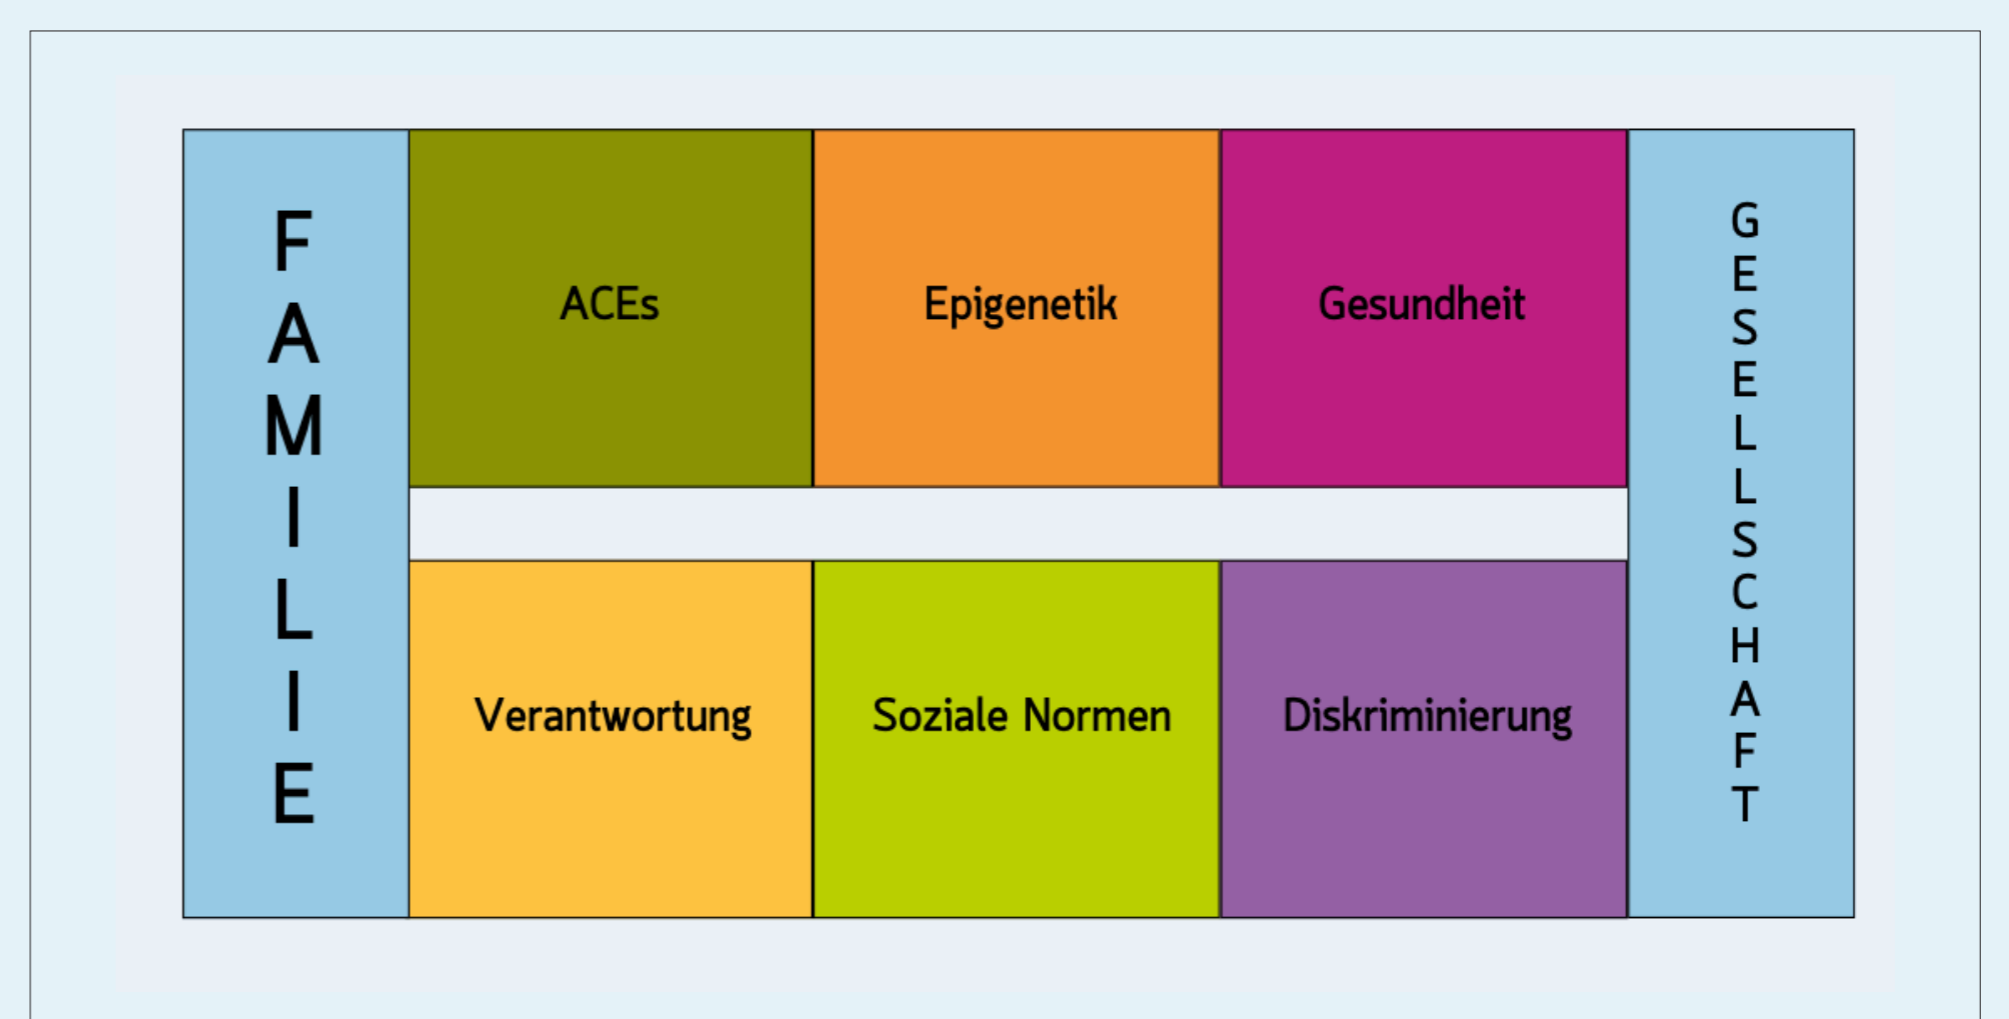 FAMILIE
ACEs
Epigenetik
Gesundheit
Verantwortung
Soziale Normen
Diskriminierung
GESELLSCHAFT